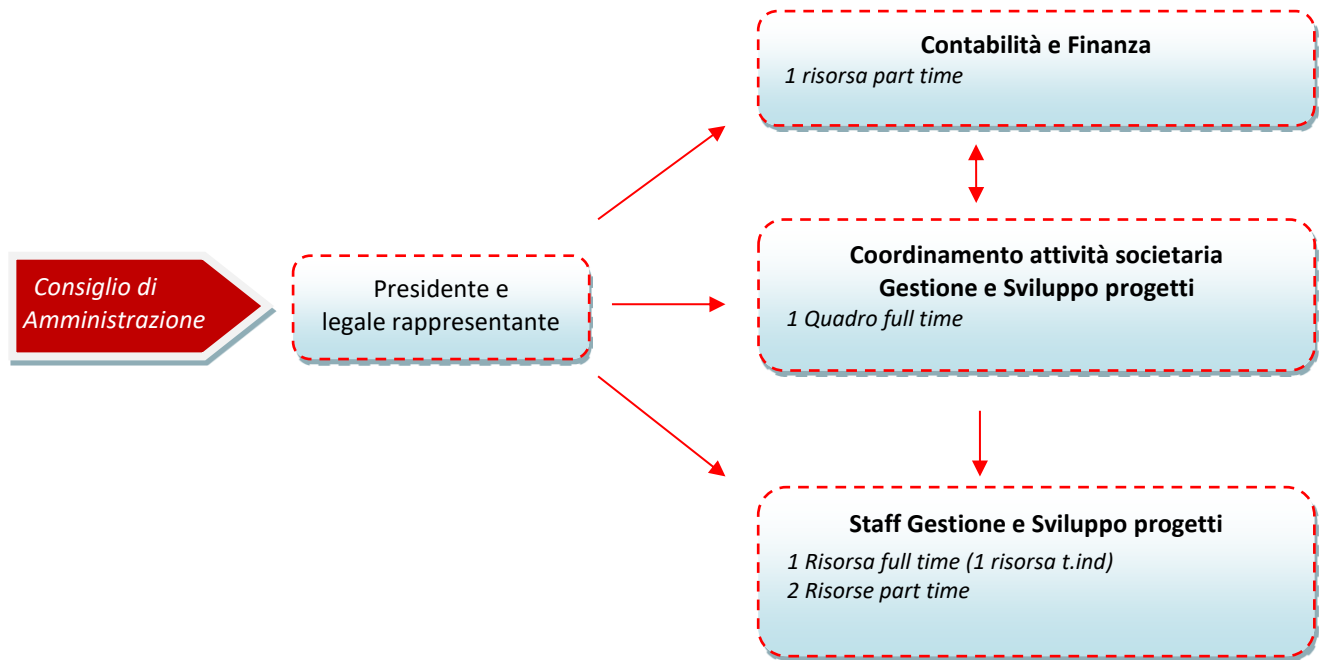 Consiglio di
Amministrazione
Presidente e
legale rappresentante
Contabilità e Finanza
1 risorsa part time
Coordinamento attività societaria
Gestione e Sviluppo progetti
1 Quadro full time
Staff Gestione e Sviluppo progetti
1 Risorsa full time (1 risorsa t.ind)
2 Risorse part time